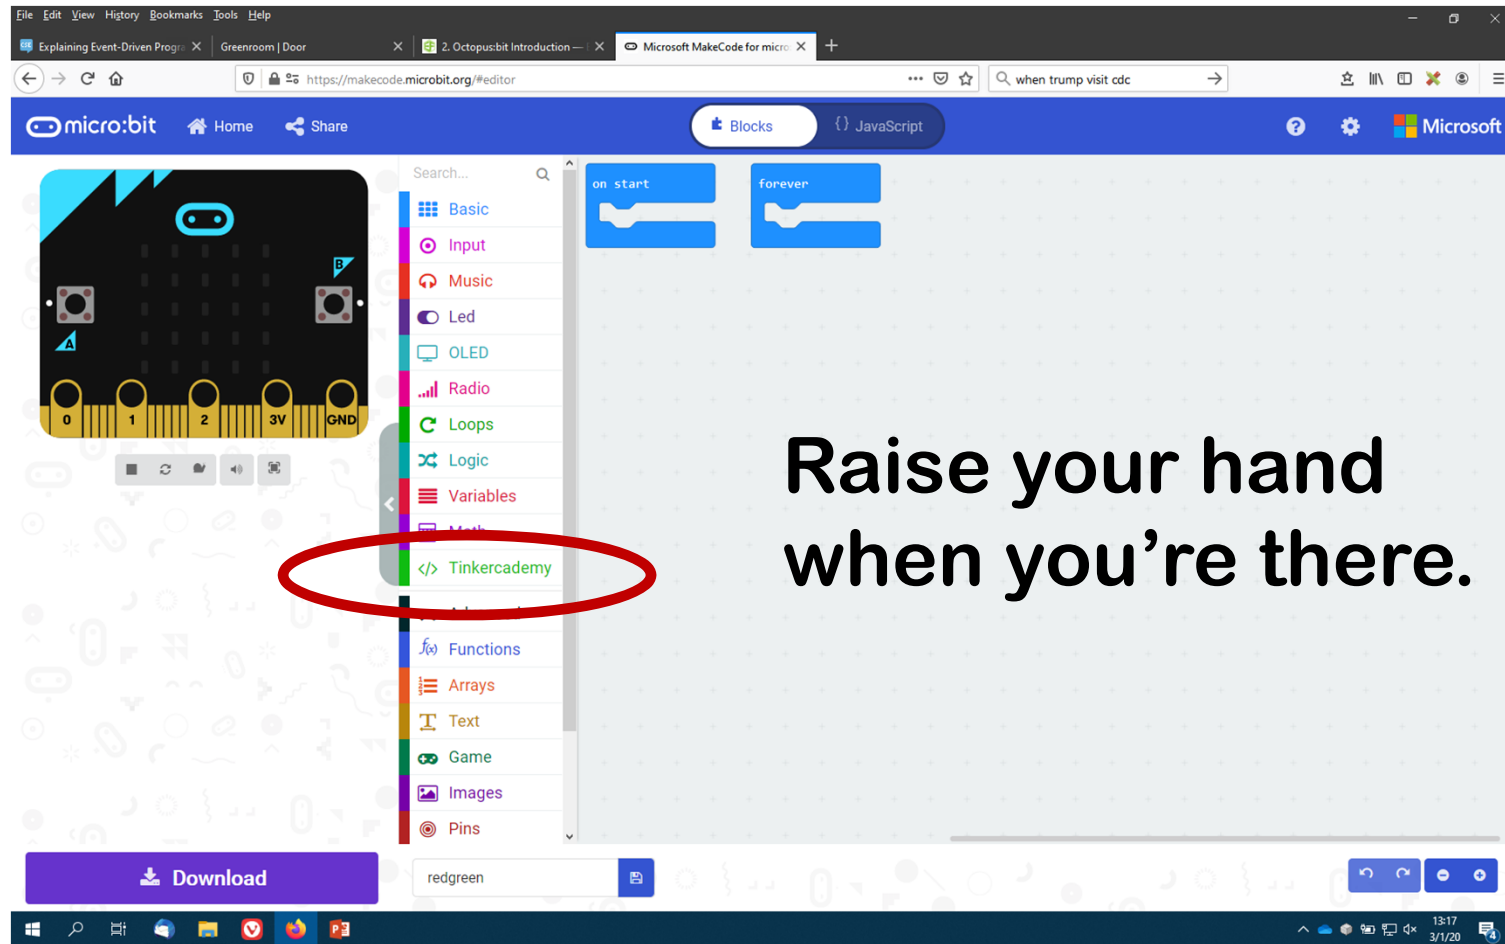 File Edit View History Bookmarks Tools Help
Explaining Event-Driven Progra
Greenroom | Door
2. Octopus:bit Introduction —
Microsoft MakeCode for micro:
https://makecode.microbit.org/#editor
when trump visit cdc
micro:bit
Home
Share
Blocks
{} JavaScript
?
Microsoft
Search...
on start
forever
Basic
Input
Music
Led
OLED
Radio
Loops
Logic
Variables
Math
</> Tinkercademy
f(x) Functions
Arrays
Text
Game
Images
Pins
B
A
0 1 2 3V GND
Raise your hand
when you’re there.
Download
redgreen
13:17
3/1/20
4